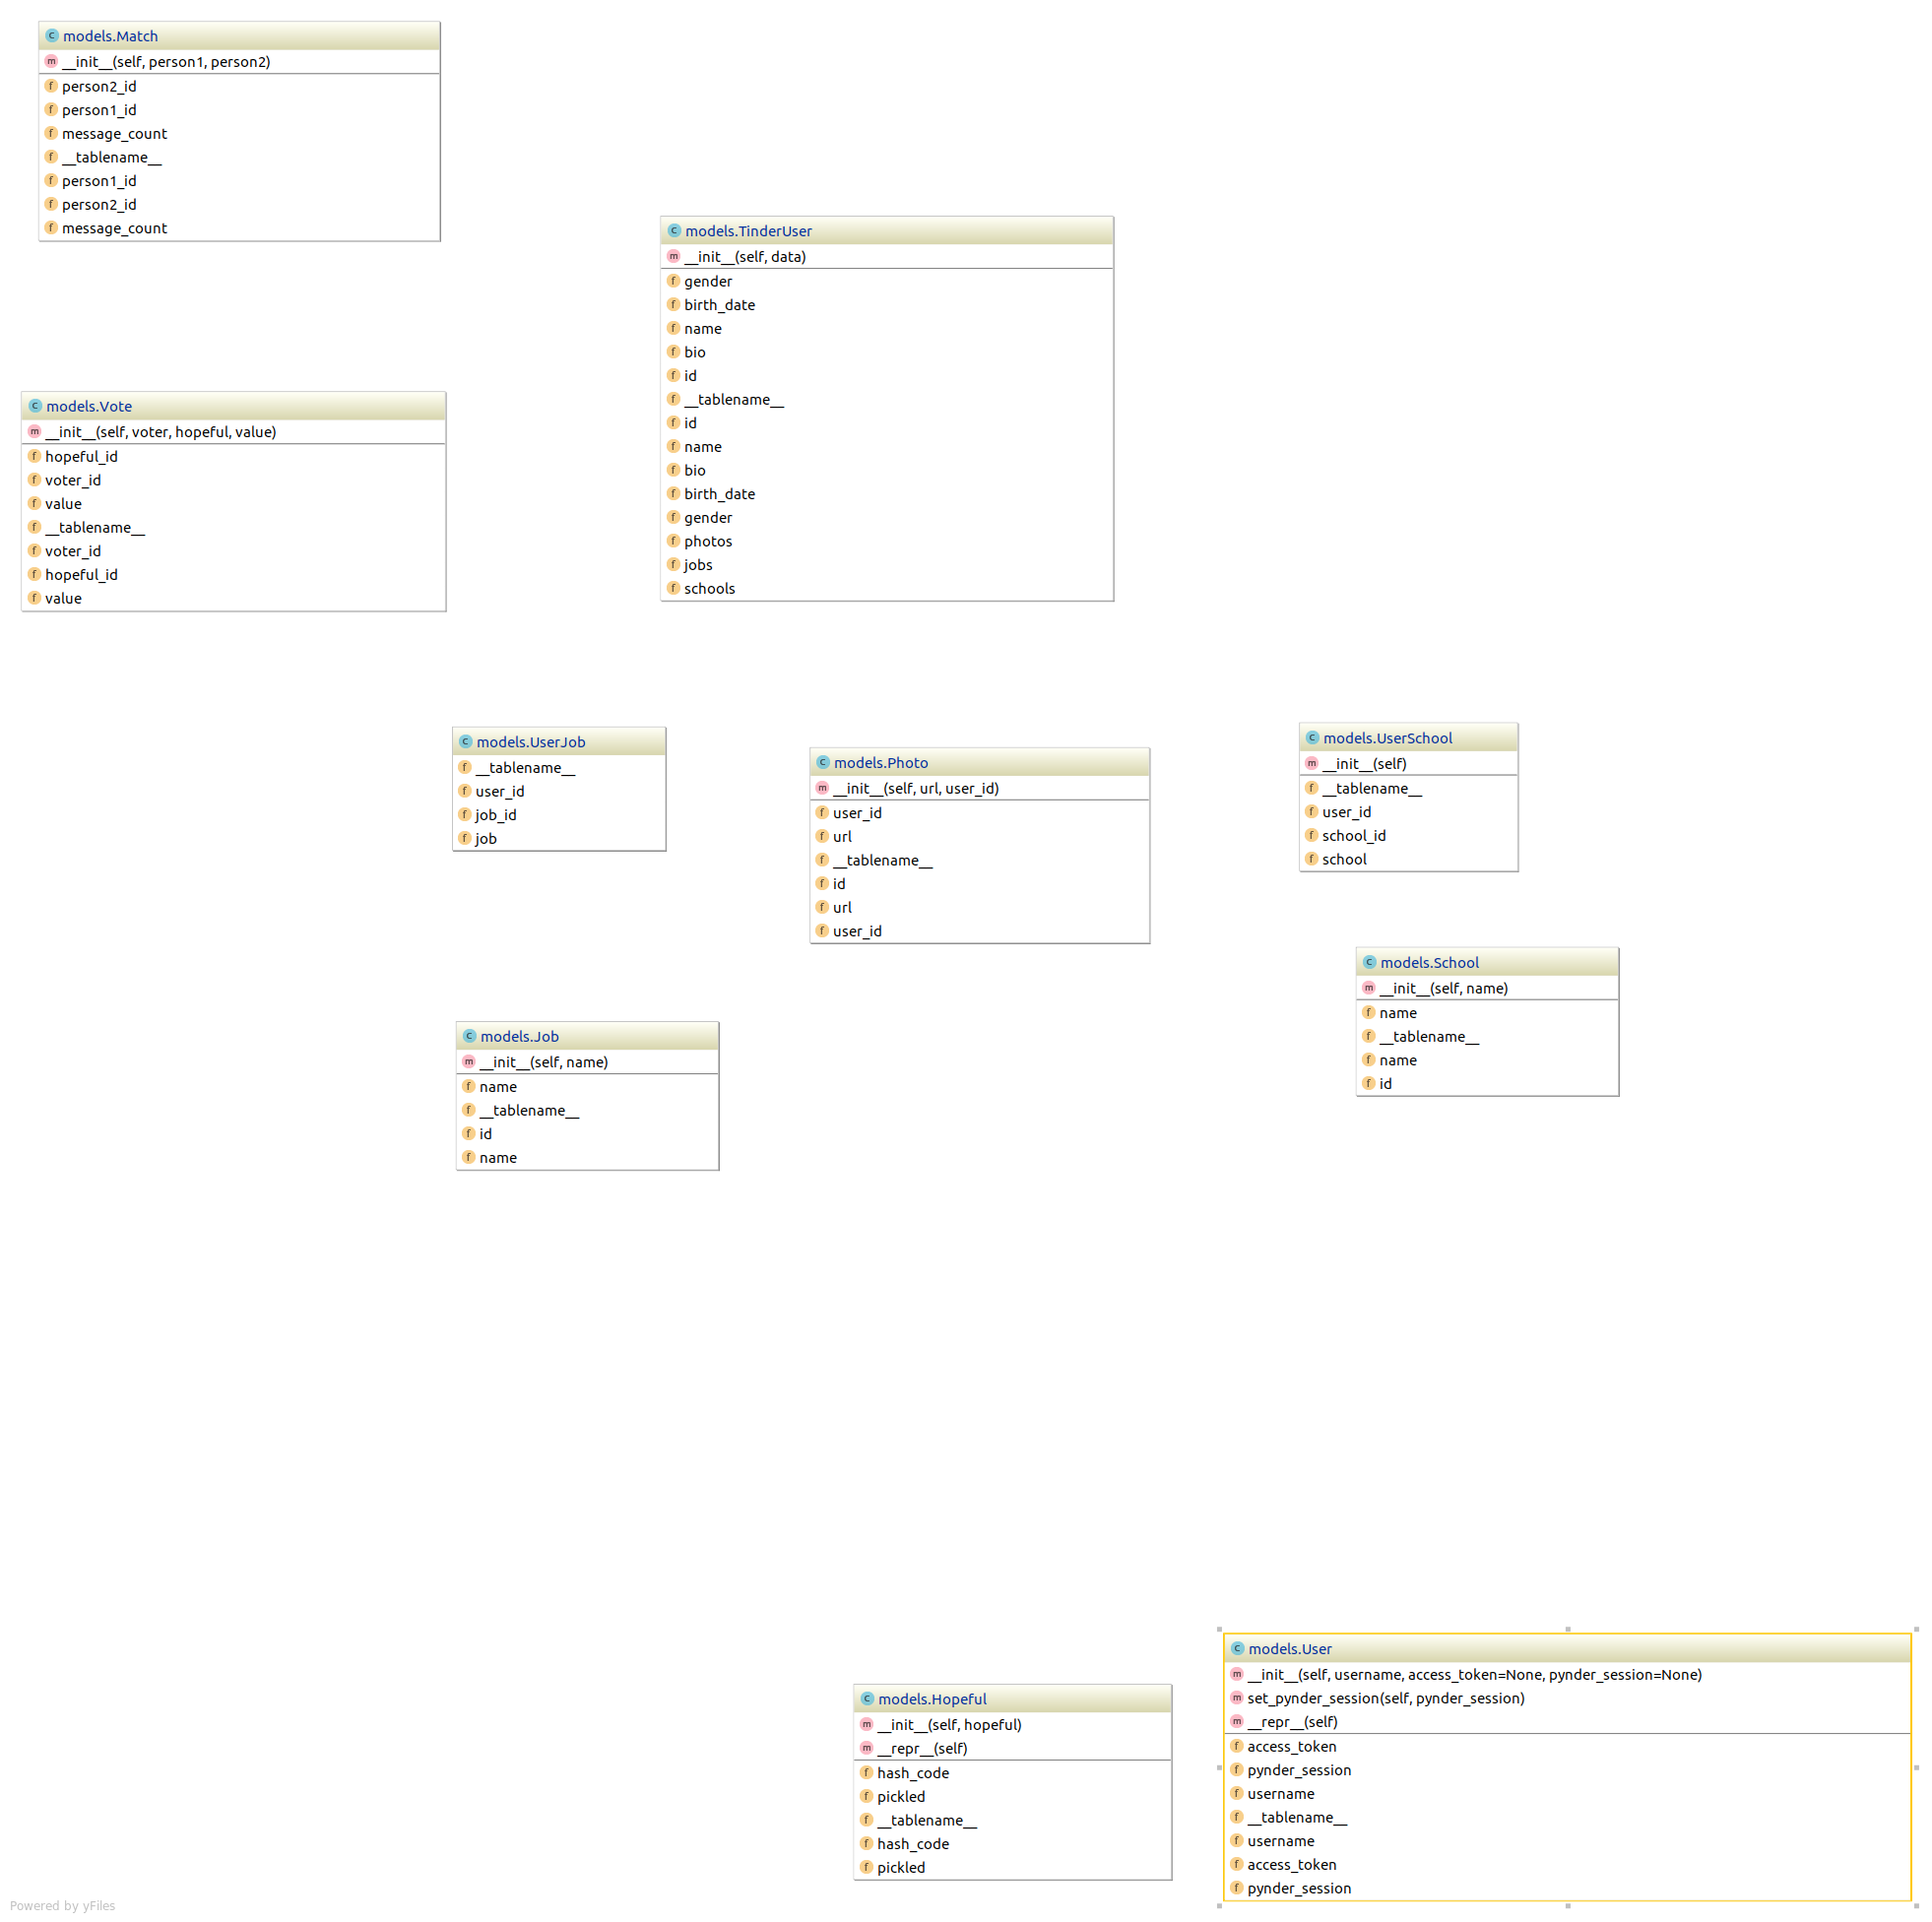 models.Match
__init__(self, person1, person2)
person2_id
person1_id
message_count
__tablename__
person1_id
person2_id
message_count
models.TinderUser
__init__(self, data)
gender
birth_date
name
bio
id
__tablename__
id
name
bio
birth_date
gender
photos
jobs
schools
models.Vote
__init__(self, voter, hopeful, value)
hopeful_id
voter_id
value
__tablename__
voter_id
hopeful_id
value
models.UserJob
__tablename__
user_id
job_id
job
models.Photo
__init__(self, url, user_id)
user_id
url
__tablename__
id
url
user_id
models.UserSchool
__init__(self)
__tablename__
user_id
school_id
school
models.School
__init__(self, name)
name
__tablename__
name
id
models.Job
__init__(self, name)
name
__tablename__
id
name
models.Hopeful
__init__(self, hopeful)
__repr__(self)
hash_code
pickled
__tablename__
hash_code
pickled
models.User
__init__(self, username, access_token=None, pynder_session=None)
set_pynder_session(self, pynder_session)
__repr__(self)
access_token
pynder_session
username
__tablename__
username
access_token
pynder_session
Powered by yFiles